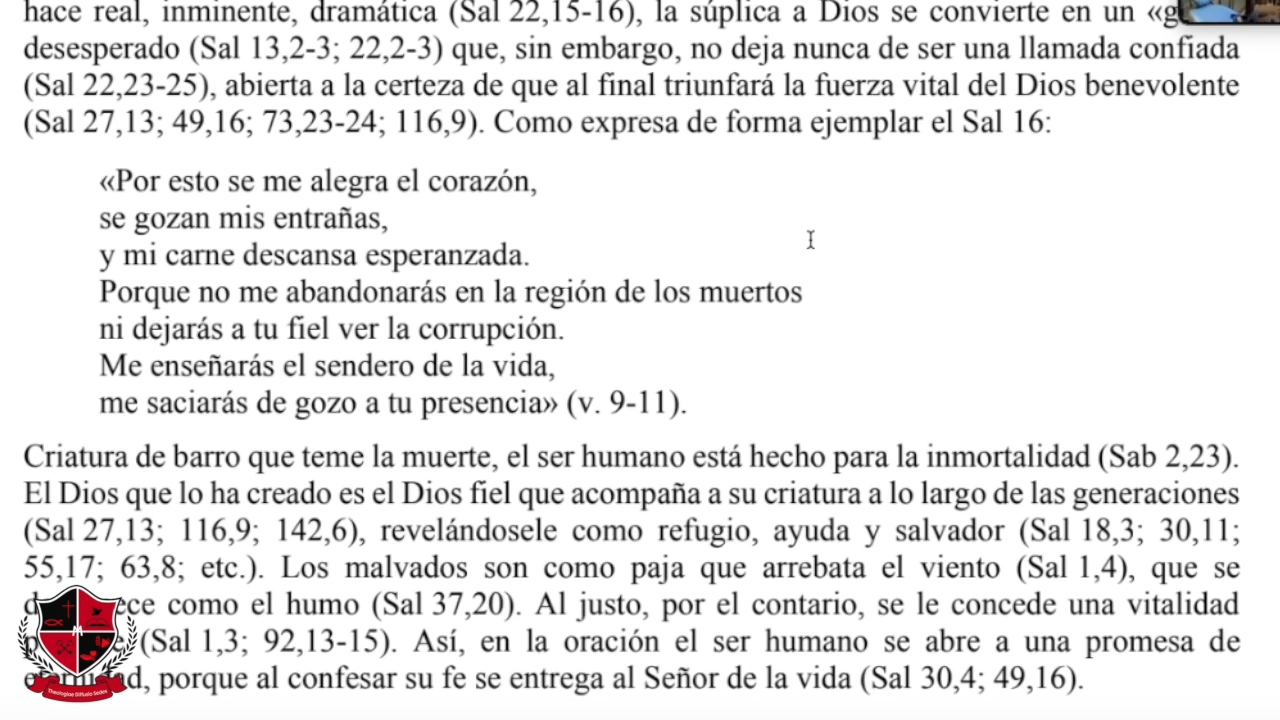 hace real, inminente, dramática (Sal 22,15-16), la súplica a Dios se convierte en un
desesperado (Sal 13,2-3; 22,2-3) que, sin embargo, no deja nunca de ser una llamada confiada
(Sal 22,23-25), abierta a la certeza de que al final triunfará la fuerza vital del Dios benevolente
(Sal 27,13; 49,16; 73,23-24; 116,9). Como expresa de forma ejemplar el Sal 16:
«Por esto se me alegra el corazón,
se gozan mis entrañas,
y mi carne descansa esperanzada.
Porque no me abandonarás en la región de los muertos
ni dejarás a tu fiel ver la corrupción.
Me enseñarás el sendero de la vida,
me saciarás de gozo a tu presencia» (v. 9-11).
Criatura de barro que teme la muerte, el ser humano está hecho para la inmortalidad (Sab 2,23).
El Dios que lo ha creado es el Dios fiel que acompaña a su criatura a lo largo de las generaciones
(Sal 27,13; 116,9; 142,6), revelándosele como refugio, ayuda y salvador (Sal 18,3; 30,11;
55,17; 63,8; etc.). Los malvados son como paja que arrebata el viento (Sal 1,4), que se
como el humo (Sal 37,20). Al justo, por el contario, se le concede una vitalidad
(Sal 1,3; 92,13-15). Así, en la oración el ser humano se abre a una promesa de
porque al confesar su fe se entrega al Señor de la vida (Sal 30,4; 49,16).
M
Theologiae Diffusio Sedes